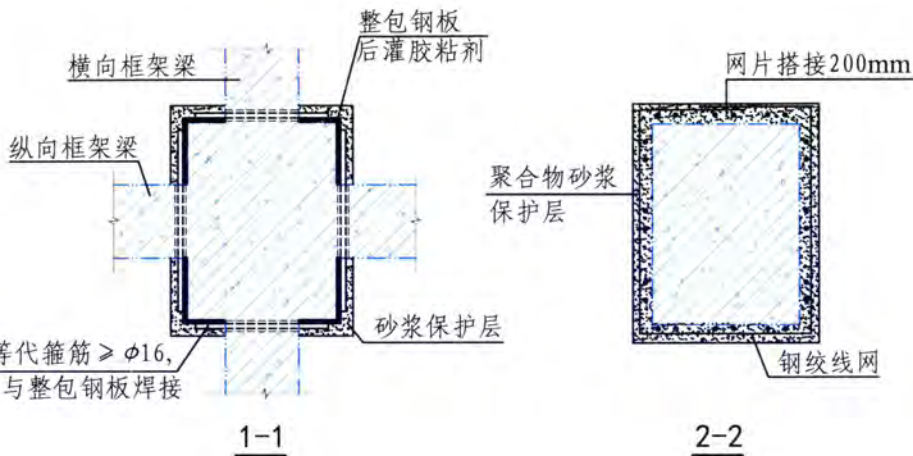 整包钢板
后灌胶粘剂
横向框架梁
纵向框架梁
等代箍筋≥φ16,
与整包钢板焊接
砂浆保护层
1-1
网片搭接200mm
聚合物砂浆
保护层
钢绞线网
2-2